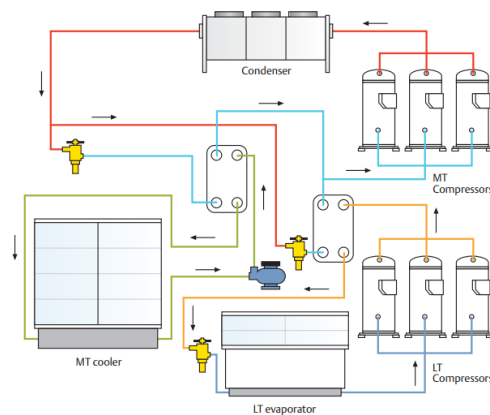 Condenser
MT
Compressors
MT cooler
LT evaporator
LT
Compressors